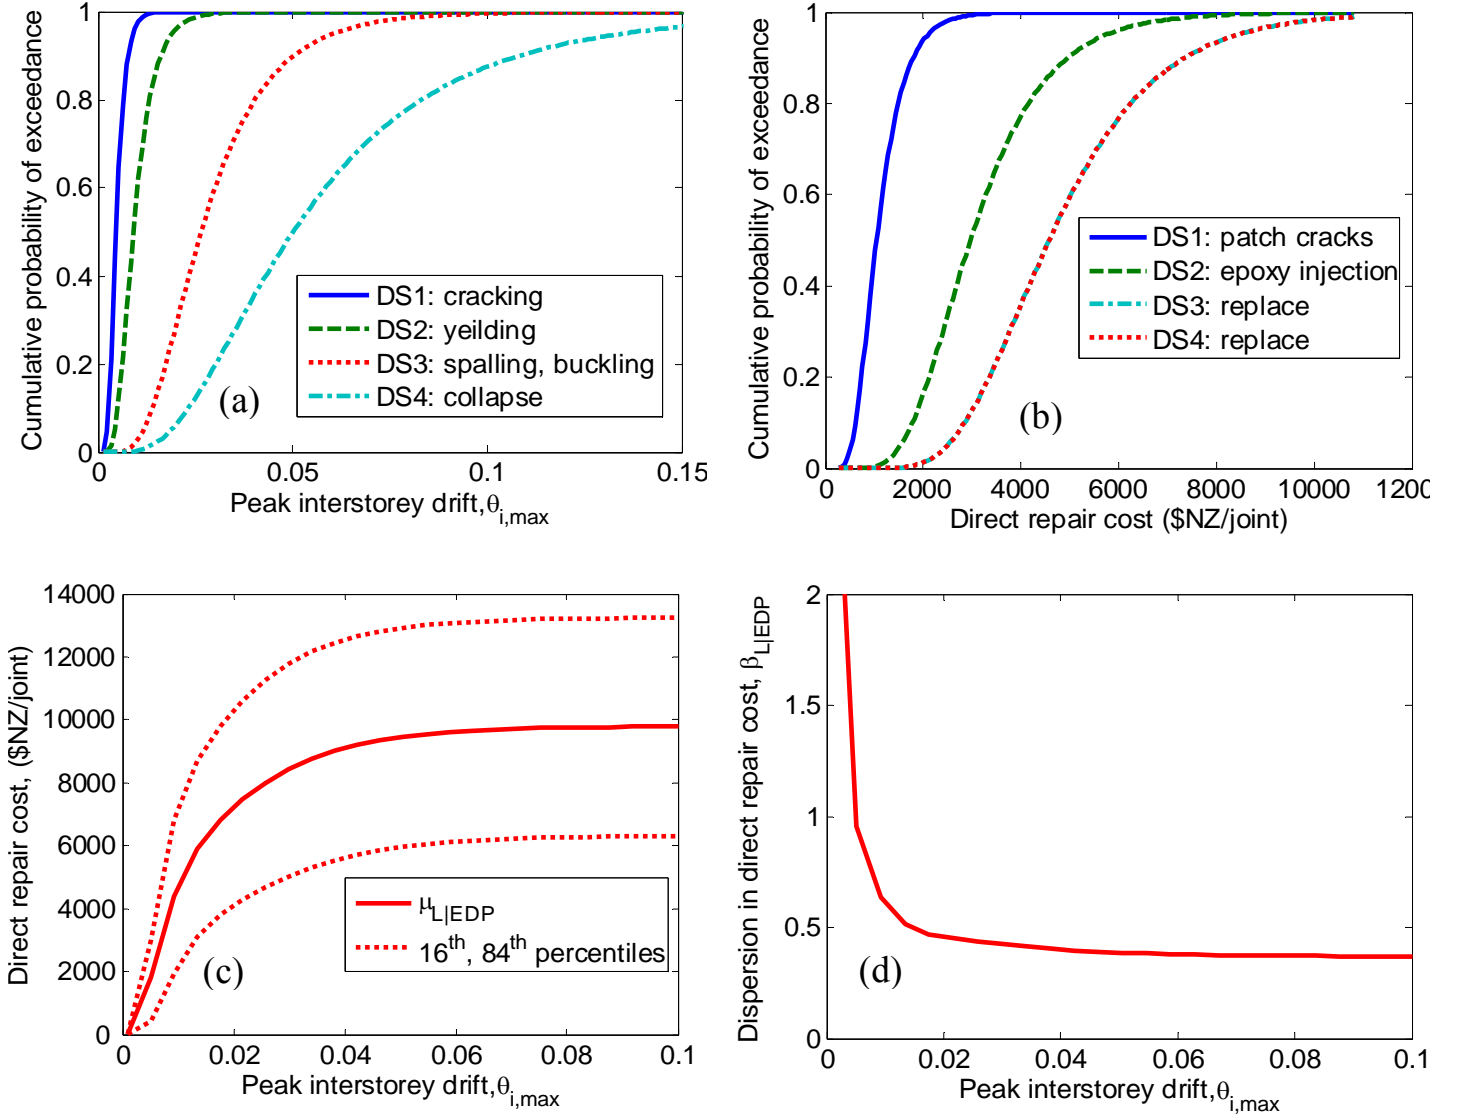 Cumulative probability of exceedance
1
0.8
0.6
0.4
0.2
0
0
0.05
0.1
0.15
Peak interstorey drift,θi,max
DS1: cracking
DS2: yeilding
DS3: spalling, buckling
DS4: collapse
(a)
Cumulative probability of exceedance
1
0.8
0.6
0.4
0.2
0
0
2000
4000
6000
8000
10000
1200
Direct repair cost ($NZ/joint)
DS1: patch cracks
DS2: epoxy injection
DS3: replace
DS4: replace
(b)
Direct repair cost, ($NZ/joint)
14000
12000
10000
8000
6000
4000
2000
0
0
0.02
0.04
0.06
0.08
0.1
Peak interstorey drift,θi,max
μL|EDP
16th, 84th percentiles
(c)
Dispersion in direct repair cost, βL|EDP
2
1.5
1
0.5
0
0
0.02
0.04
0.06
0.08
0.1
Peak interstorey drift,θi,max
(d)